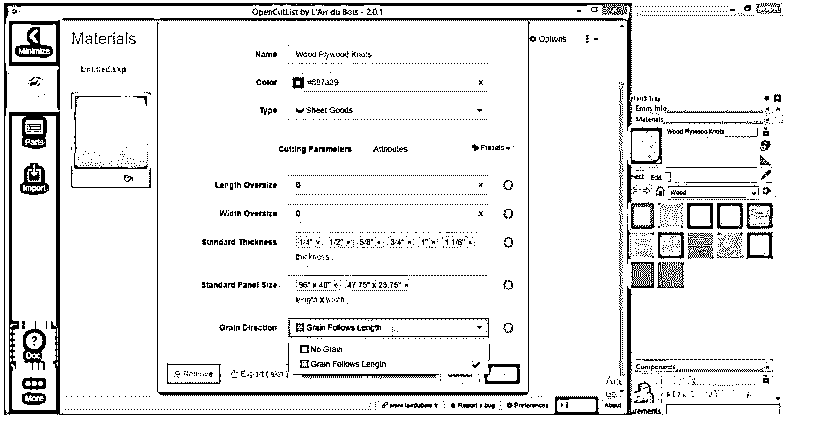 OpenCutList by L'Air du Bois - 2.0.1
Minimize
Materials
Untitled.skp
Parts
Import
Doc
More
Options
Name Wood Plywood Knots
Color
Type Sheet Goods
Cutting Parameters Attributes Presets
Length Oversize 0 x
Width Oversize 0 x
Standard Thickness 1/4" x 1/2" x 5/8" x 3/4" x 1" x 1 1/8" x
thickness
Standard Panel Size 96" x 48" x 47.75" x 23.75" x
length x width
Grain Direction Grain Follows Length
No Grain
Grain Follows Length
Remove Export (.skm)
www.lairdubois.fr Report a bug Preferences About
Entity Info
Materials
Wood Plywood Knots
Edit
Wood
Components